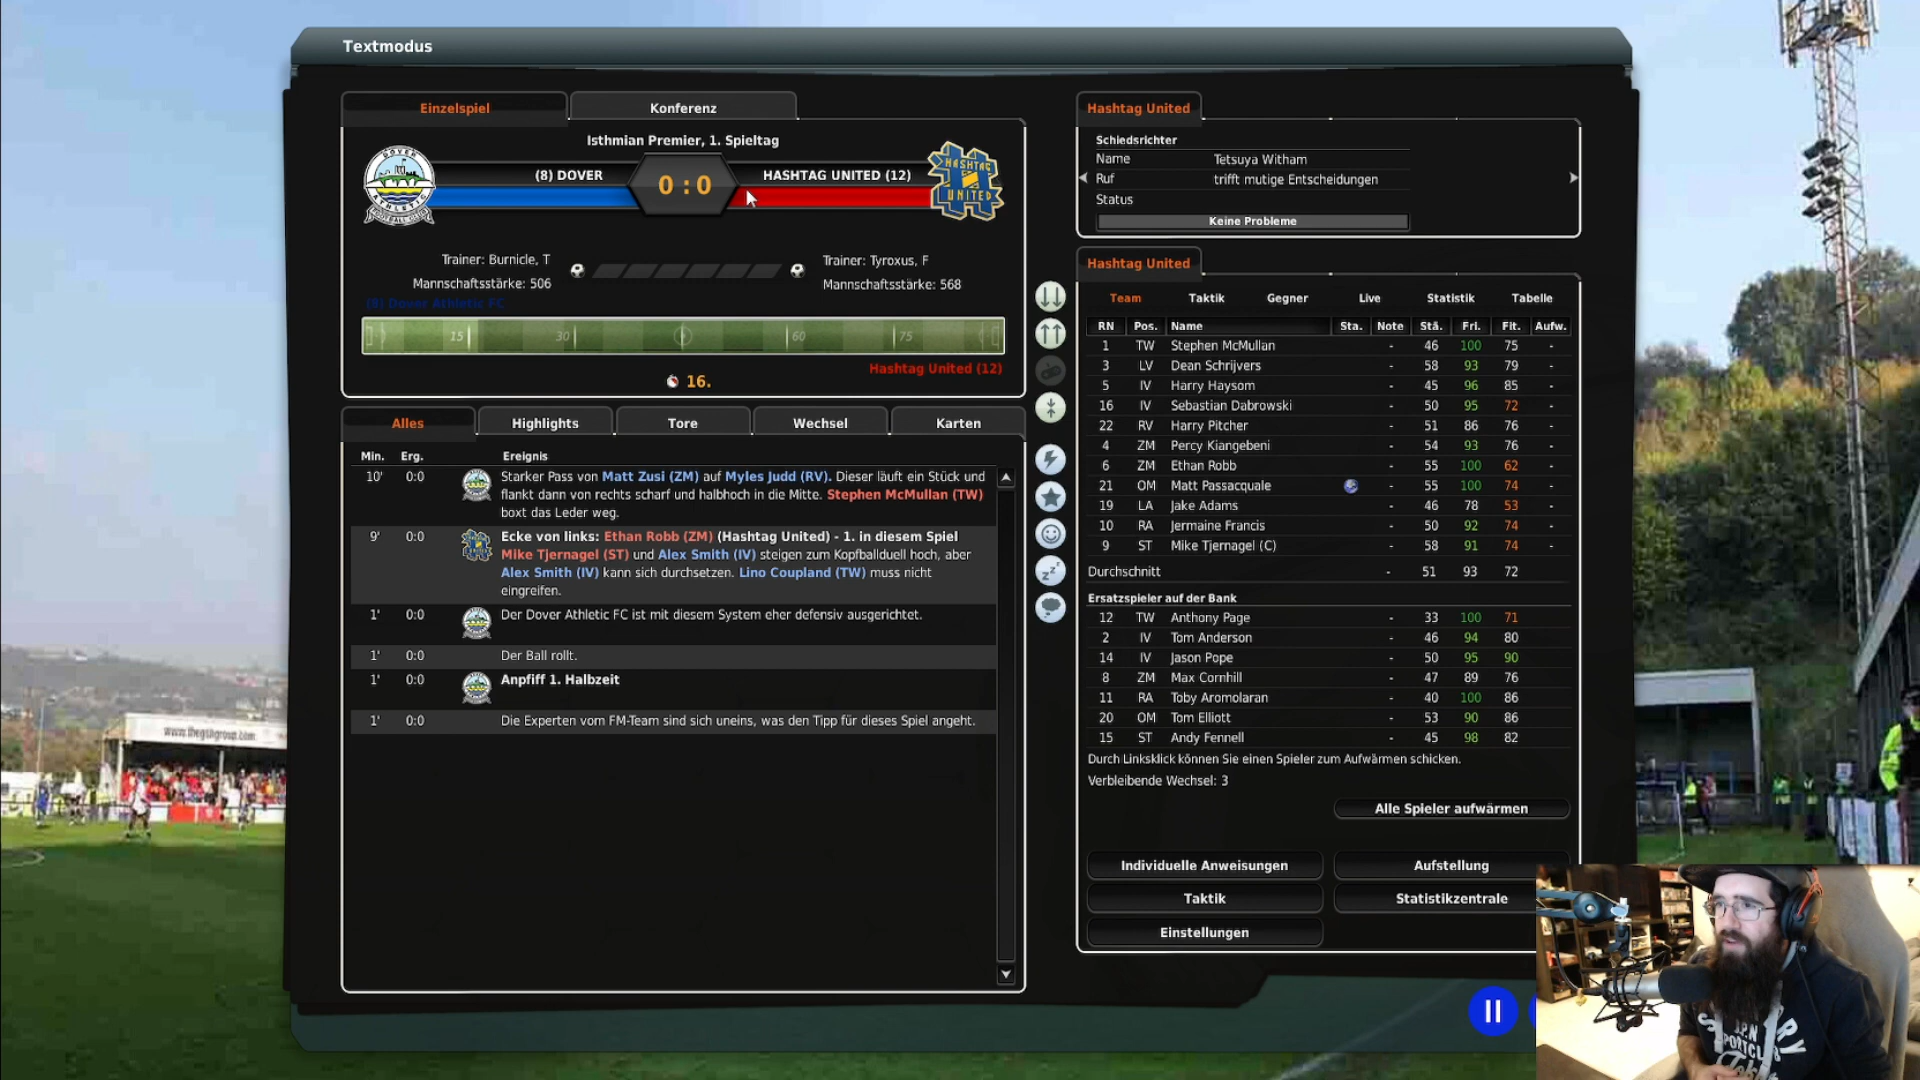 Textmodus
Einzelspiel
Konferenz
Isthmian Premier, 1. Spieltag
(8) DOVER
0 : 0
HASHTAG UNITED (12)
DOVER
ATHLETIC
HASHTAG
UNITED
Trainer: Burnicle, T
Mannschaftsstärke: 506
Trainer: Tyroxus, F
Mannschaftsstärke: 568
(8) Dover Athletic FC
15
30
60
75
Hashtag United (12)
16.
Alles
Highlights
Tore
Wechsel
Karten
Min. Erg. Ereignis
10' 0:0 Starker Pass von Matt Zusi (ZM) auf Myles Judd (RV). Dieser läuft ein Stück und
flankt dann von rechts scharf und halbhoch in die Mitte. Stephen McMullan (TW)
boxt das Leder weg.
9' 0:0 Ecke von links: Ethan Robb (ZM) (Hashtag United) - 1. in diesem Spiel
Mike Tjernagel (ST) und Alex Smith (IV) steigen zum Kopfballduell hoch, aber
Alex Smith (IV) kann sich durchsetzen. Lino Coupland (TW) muss nicht
eingreifen.
1' 0:0 Der Dover Athletic FC ist mit diesem System eher defensiv ausgerichtet.
1' 0:0 Der Ball rollt.
1' 0:0 Anpfiff 1. Halbzeit
1' 0:0 Die Experten vom FM-Team sind sich uneins, was den Tipp für dieses Spiel angeht.
Hashtag United
Schiedsrichter
Name Tetsuya Witham
Ruf trifft mutige Entscheidungen
Status
Keine Probleme
Hashtag United
Team Taktik Gegner Live Statistik Tabelle
RN Pos. Name Sta. Note Stä. Fri. Fit. Aufw.
1 TW Stephen McMullan - 46 100 75 -
3 LV Dean Schrijvers - 58 93 79 -
5 IV Harry Haysom - 45 96 85 -
16 IV Sebastian Dabrowski - 50 95 72 -
22 RV Harry Pitcher - 51 86 76 -
4 ZM Percy Kiangebeni - 54 93 76 -
6 ZM Ethan Robb - 55 100 62 -
21 OM Matt Passacquale - 55 100 74 -
19 LA Jake Adams - 46 78 53 -
10 RA Jermaine Francis - 50 92 74 -
9 ST Mike Tjernagel (C) - 58 91 74 -
Durchschnitt - 51 93 72
Ersatzspieler auf der Bank
12 TW Anthony Page - 33 100 71
2 IV Tom Anderson - 46 94 80
14 IV Jason Pope - 50 95 90
8 ZM Max Cornhill - 47 89 76
11 RA Toby Aromolaran - 40 100 86
20 OM Tom Elliott - 53 90 86
15 ST Andy Fennell - 45 98 82
Durch Linksklick können Sie einen Spieler zum Aufwärmen schicken.
Verbleibende Wechsel: 3
Alle Spieler aufwärmen
Individuelle Anweisungen
Aufstellung
Taktik
Statistikzentrale
Einstellungen